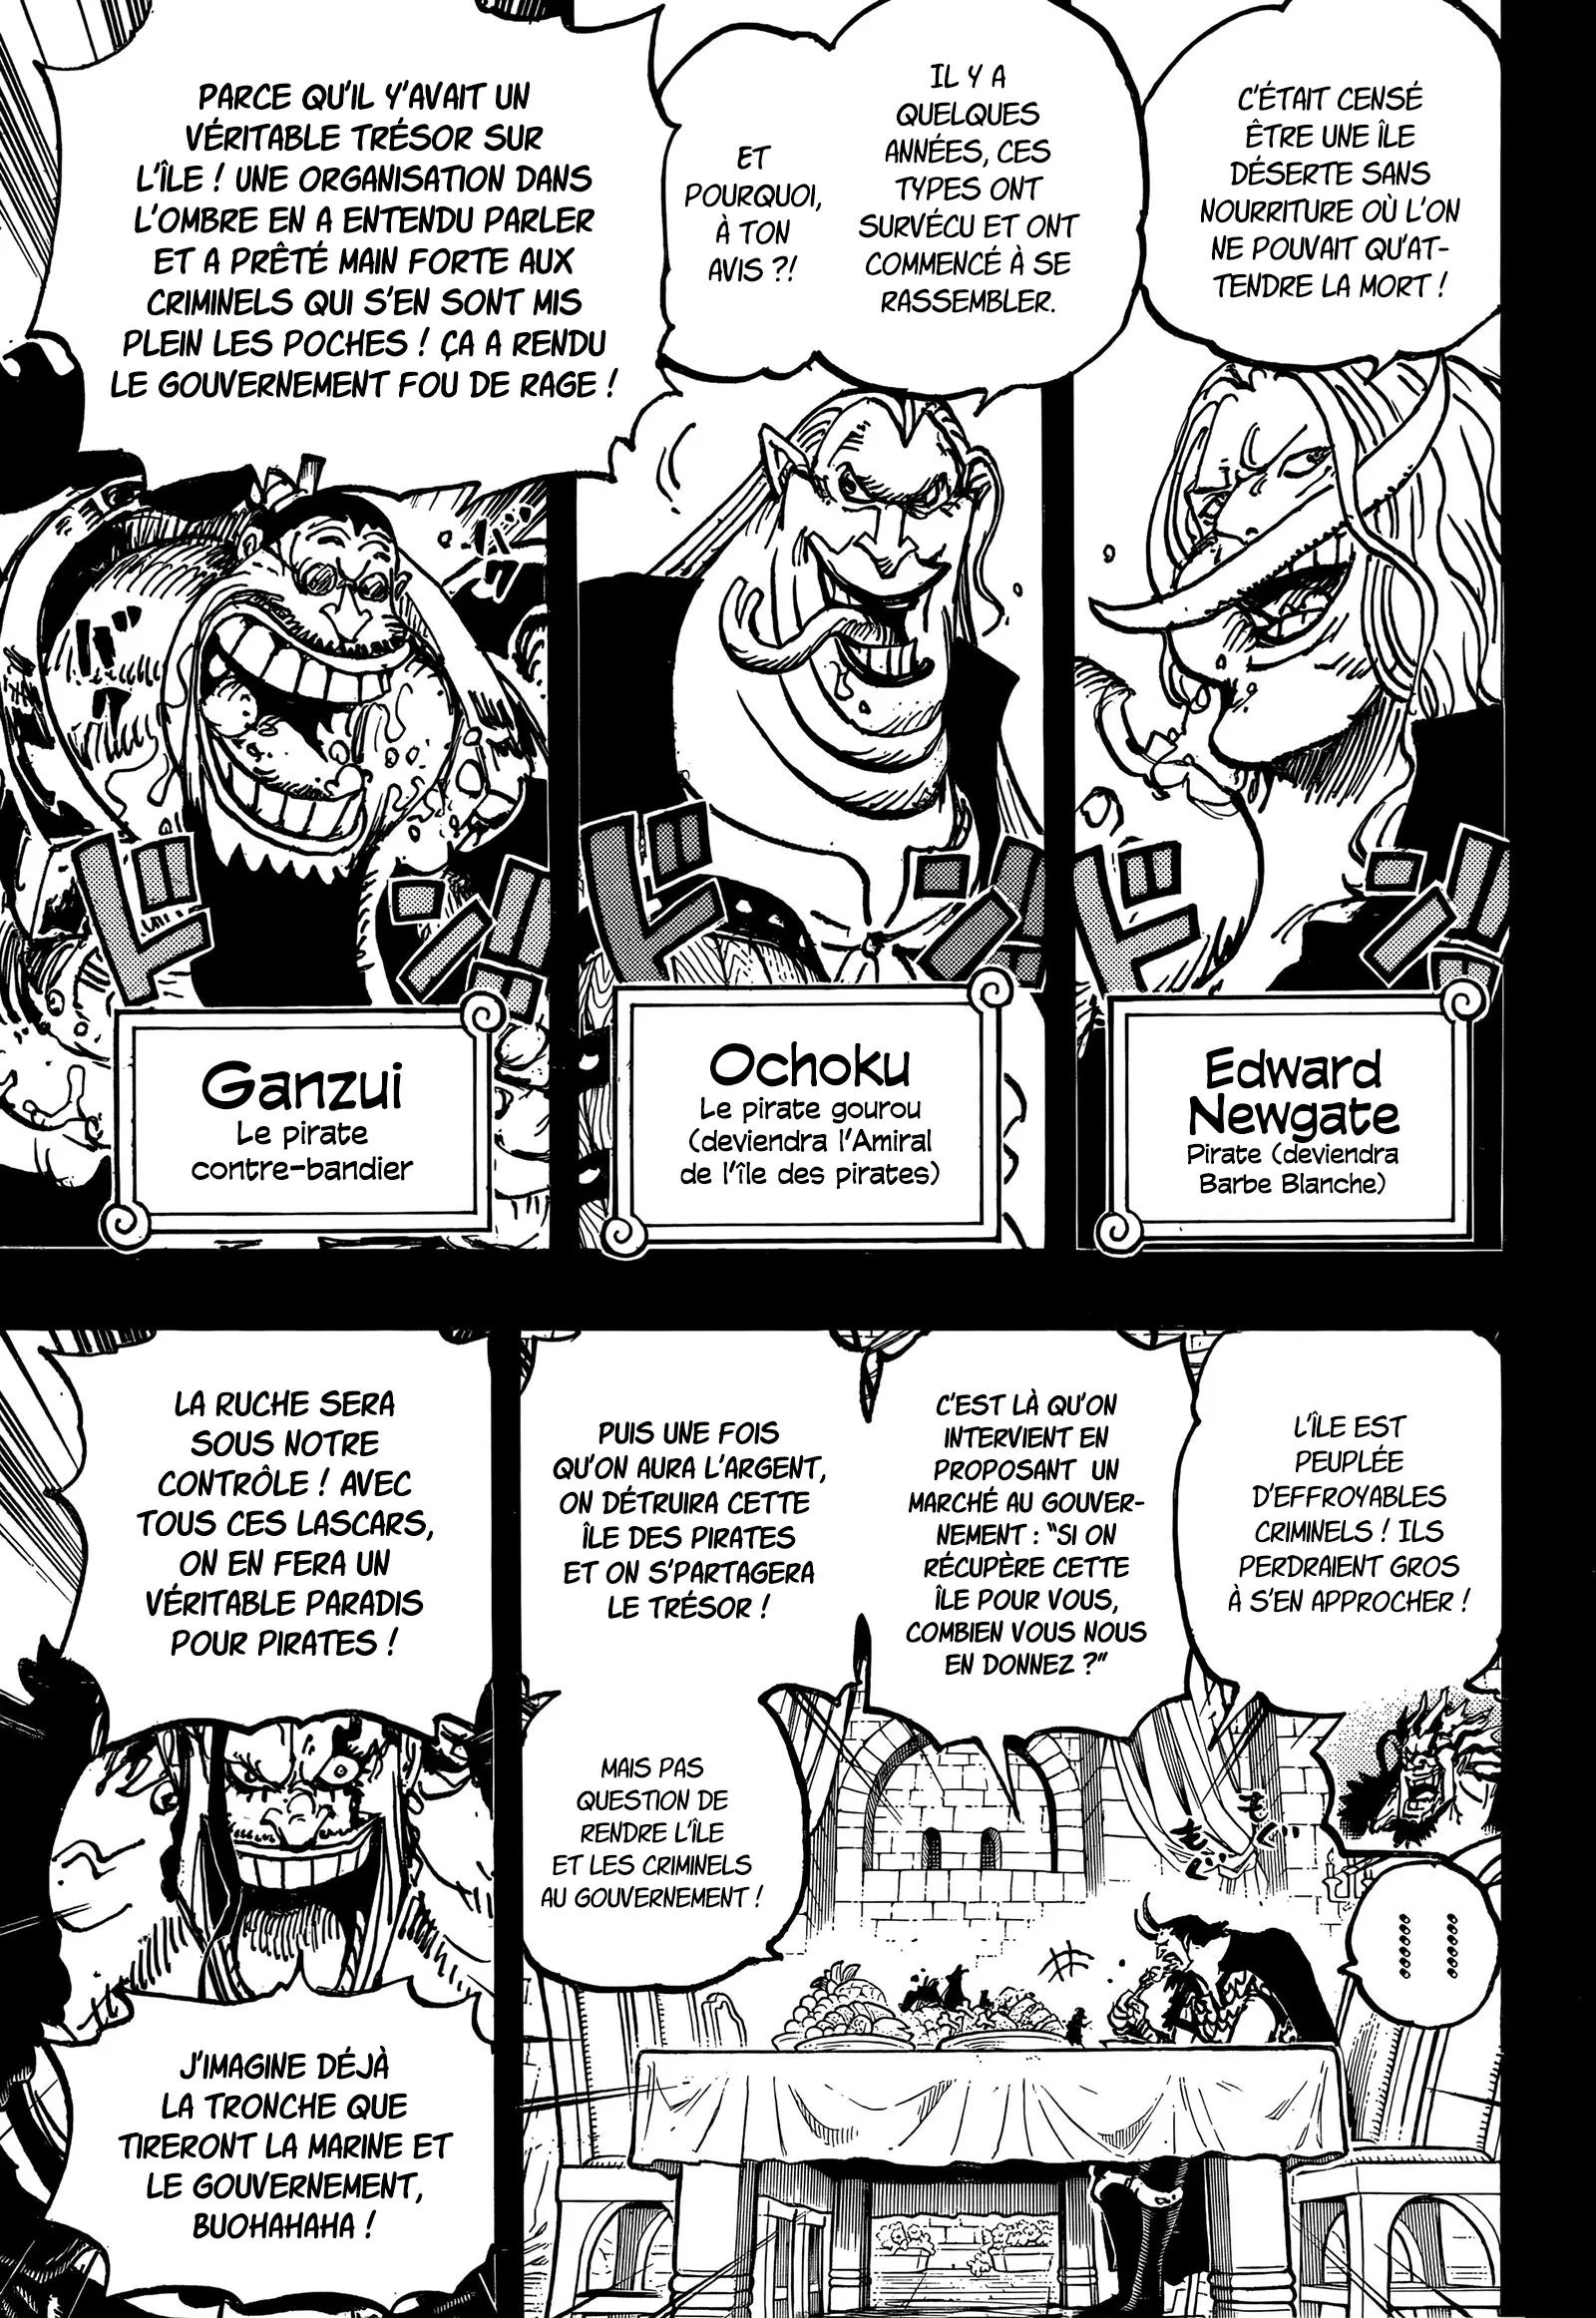 C'ÉTAIT CENSÉ
ÊTRE UNE ÎLE
DÉSERTE SANS
NOURRITURE OÙ L'ON
NE POUVAIT QU'AT-
TENDRE LA MORT !
IL Y A
QUELQUES
ANNÉES, CES
TYPES ONT
SURVÉCU ET ONT
COMMENCÉ À SE
RASSEMBLER.
ET
POURQUOI,
À TON
AVIS ?!
PARCE QU'IL Y'AVAIT UN
VÉRITABLE TRÉSOR SUR
L'ÎLE ! UNE ORGANISATION DANS
L'OMBRE EN A ENTENDU PARLER
ET A PRÊTÉ MAIN FORTE AUX
CRIMINELS QUI S'EN SONT MIS
PLEIN LES POCHES ! ÇA A RENDU
LE GOUVERNEMENT FOU DE RAGE !
ドン!!
ドン!!
ドン!!
Edward
Newgate
Pirate (deviendra
Barbe Blanche)
Ochoku
Le pirate gourou
(deviendra l'Amiral
de l'île des pirates)
Ganzui
Le pirate
contre-bandier
L'ÎLE EST
PEUPLÉE
D'EFFROYABLES
CRIMINELS ! ILS
PERDRAIENT GROS
À S'EN APPROCHER !
C'EST LÀ QU'ON
INTERVIENT EN
PROPOSANT UN
MARCHÉ AU GOUVER-
NEMENT : "SI ON
RÉCUPÈRE CETTE
ÎLE POUR VOUS,
COMBIEN VOUS NOUS
EN DONNEZ ?"
PUIS UNE FOIS
QU'ON AURA L'ARGENT,
ON DÉTRUIRA CETTE
ÎLE DES PIRATES
ET ON S'PARTAGERA
LE TRÉSOR !
MAIS PAS
QUESTION DE
RENDRE L'ÎLE
ET LES CRIMINELS
AU GOUVERNEMENT !
LA RUCHE SERA
SOUS NOTRE
CONTRÔLE ! AVEC
TOUS CES LASCARS,
ON EN FERA UN
VÉRITABLE PARADIS
POUR PIRATES !
J'IMAGINE DÉJÀ
LA TRONCHE QUE
TIRERONT LA MARINE ET
LE GOUVERNEMENT,
BUOHAHAHA !